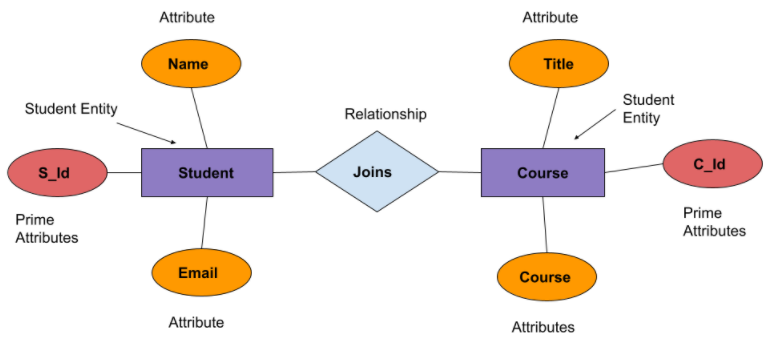 Attribute
Attribute
Name
Title
Student Entity
Relationship
Student
Entity
S_Id
Student
Joins
Course
C_Id
Prime
Attributes
Prime
Attributes
Email
Course
Attribute
Attributes